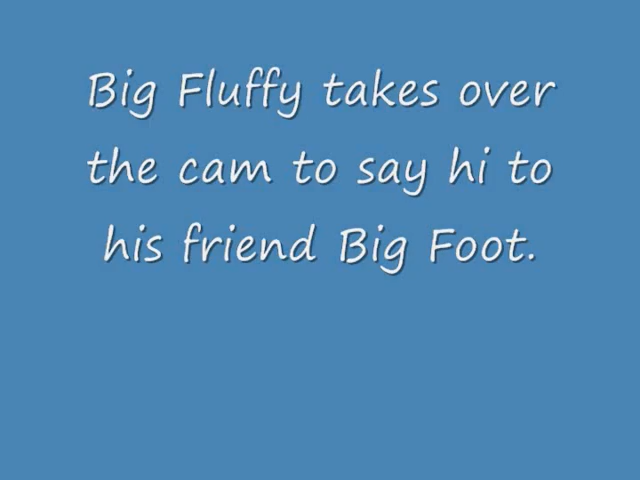 Big Fluffy takes over
the cam to say hi to
his friend Big Foot.